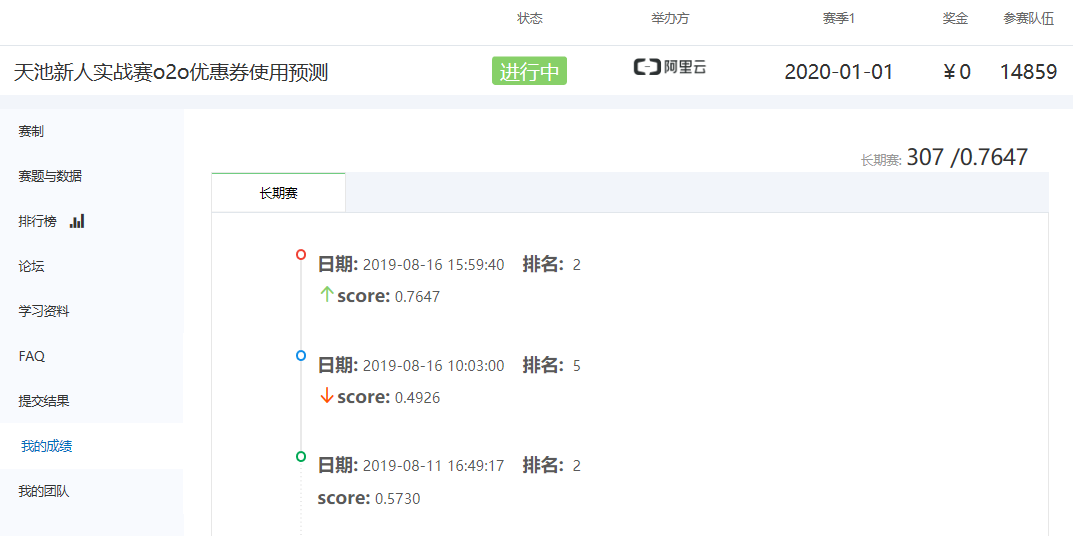 状态 举办方 赛季1 奖金 参赛队伍
天池新人实战赛o2o优惠券使用预测 进行中 阿里云 2020-01-01 ¥0 14859
赛制
长期赛: 307 /0.7647
赛题与数据
长期赛
排行榜
日期: 2019-08-16 15:59:40 排名: 2
论坛
↑score: 0.7647
学习资料
FAQ
日期: 2019-08-16 10:03:00 排名: 5
提交结果
↓score: 0.4926
我的成绩
日期: 2019-08-11 16:49:17 排名: 2
我的团队
score: 0.5730